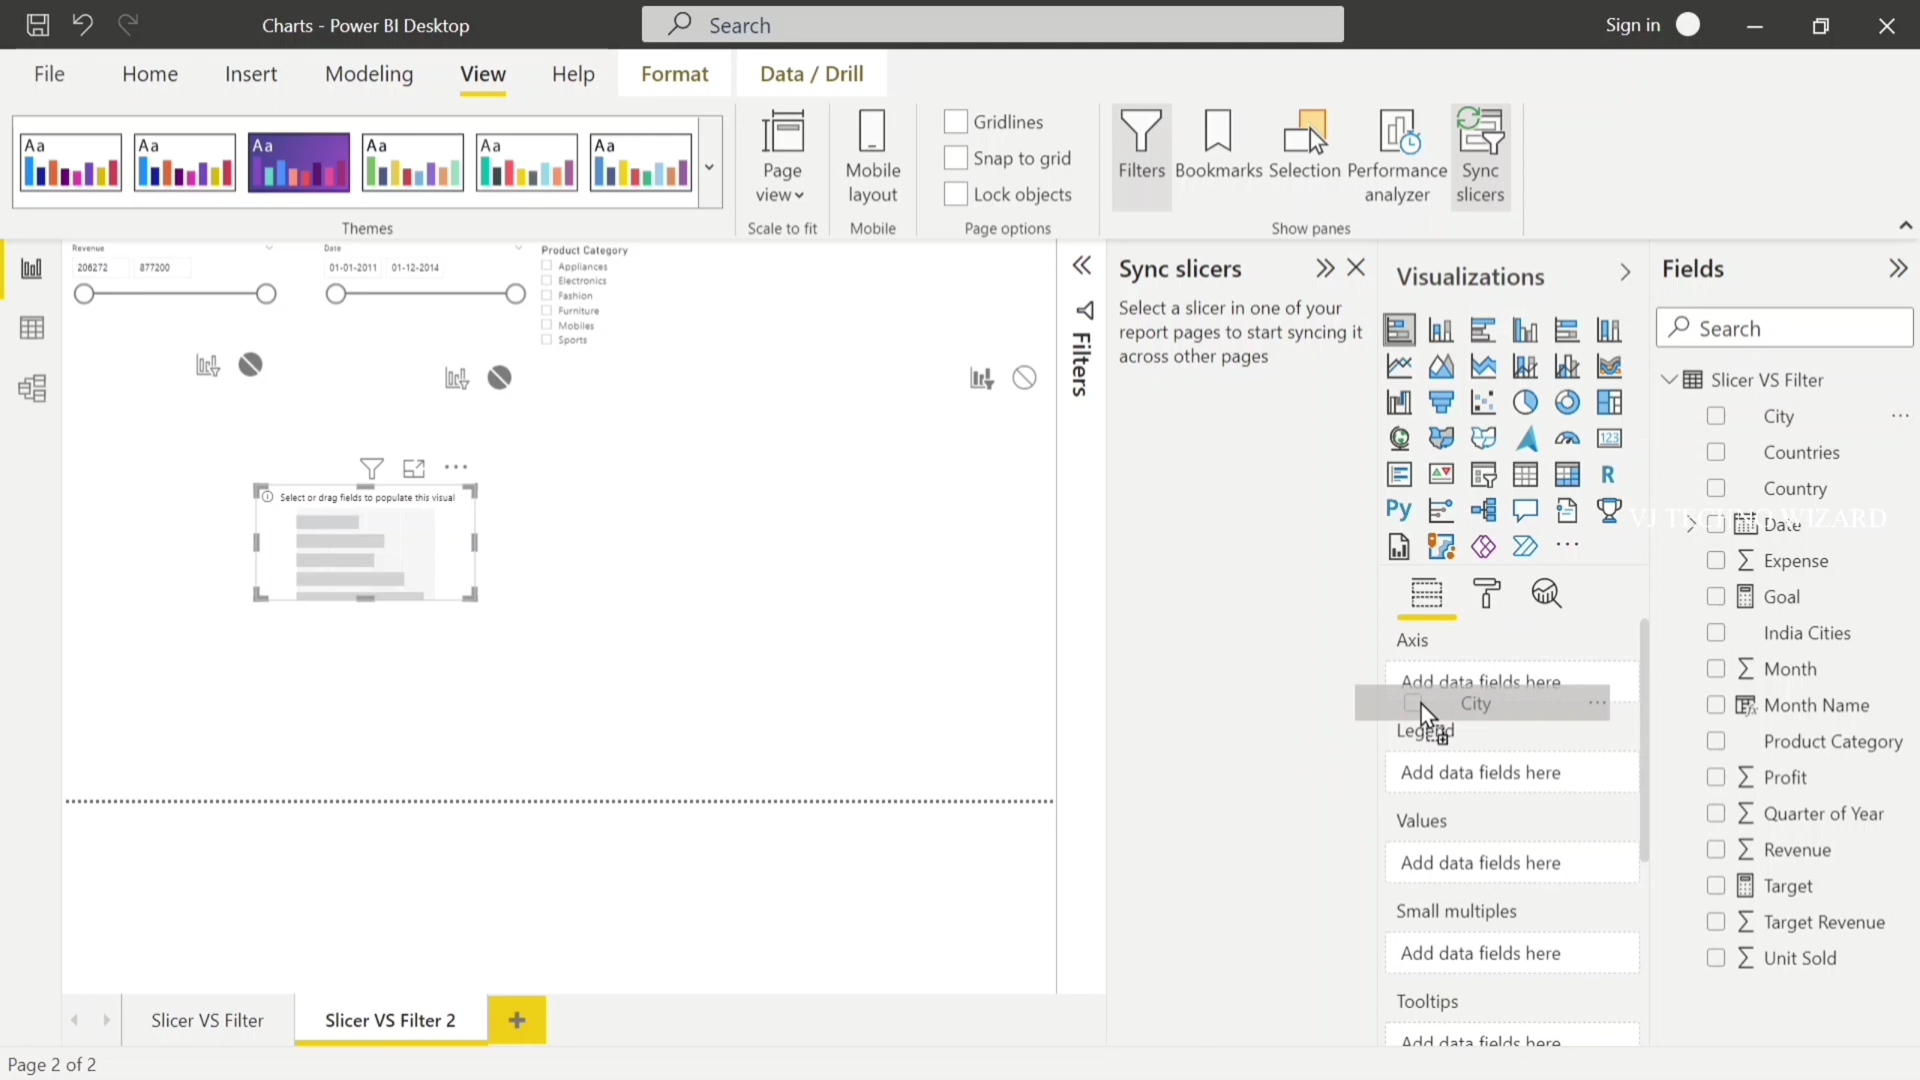 Charts - Power BI Desktop
Search
Sign in
File
Home
Insert
Modeling
View
Help
Format
Data / Drill
Aa
Aa
Aa
Aa
Aa
Aa
Themes
Page
view
Scale to fit
Mobile
layout
Mobile
Gridlines
Snap to grid
Lock objects
Page options
Filters
Bookmarks
Selection
Performance
analyzer
Sync
slicers
Show panes
Revenue
206272
877200
Date
01-01-2011
01-12-2014
Product Category
Appliances
Electronics
Fashion
Furniture
Mobiles
Sports
Select or drag fields to populate this visual
Filters
Sync slicers
Select a slicer in one of your
report pages to start syncing it
across other pages
Visualizations
123
R
Py
Axis
Add data fields here
City
Legend
Add data fields here
Values
Add data fields here
Small multiples
Add data fields here
Tooltips
Add data fields here
Fields
Search
Slicer VS Filter
City
Countries
Country
VJ TECHNO WIZARD
Date
Expense
Goal
India Cities
Month
Month Name
Product Category
Profit
Quarter of Year
Revenue
Target
Target Revenue
Unit Sold
Slicer VS Filter
Slicer VS Filter 2
Page 2 of 2